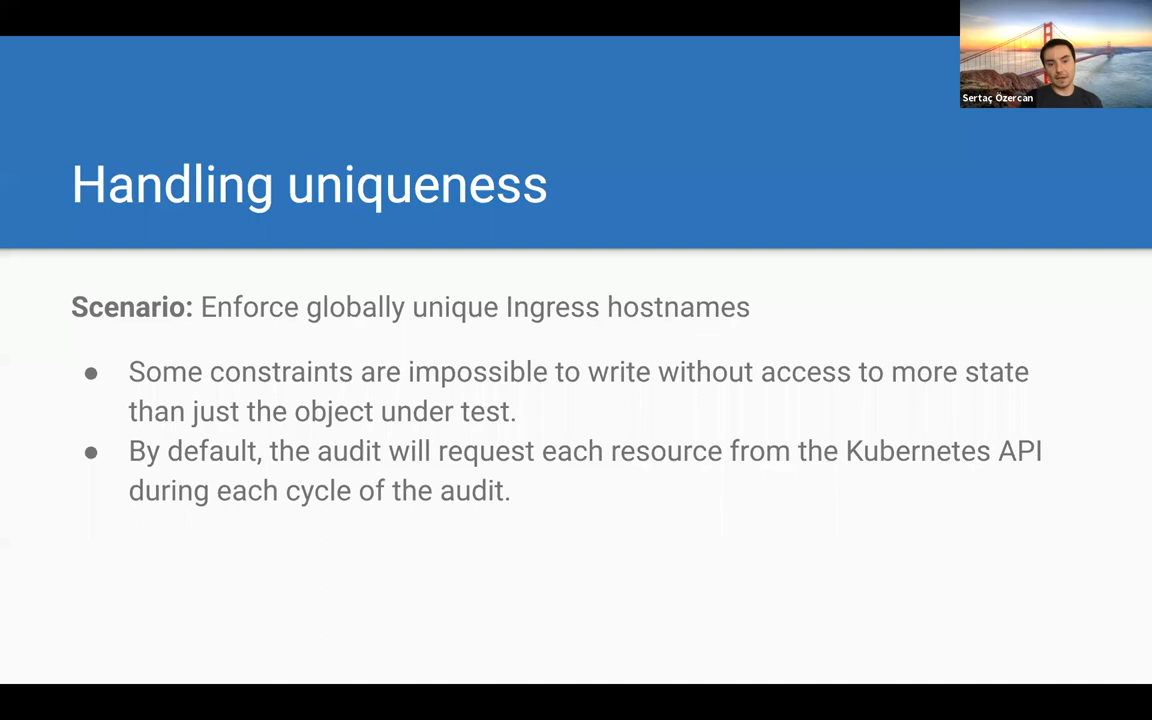 Sertaç Özercan
Handling uniqueness
Scenario: Enforce globally unique Ingress hostnames
● Some constraints are impossible to write without access to more state
than just the object under test.
● By default, the audit will request each resource from the Kubernetes API
during each cycle of the audit.